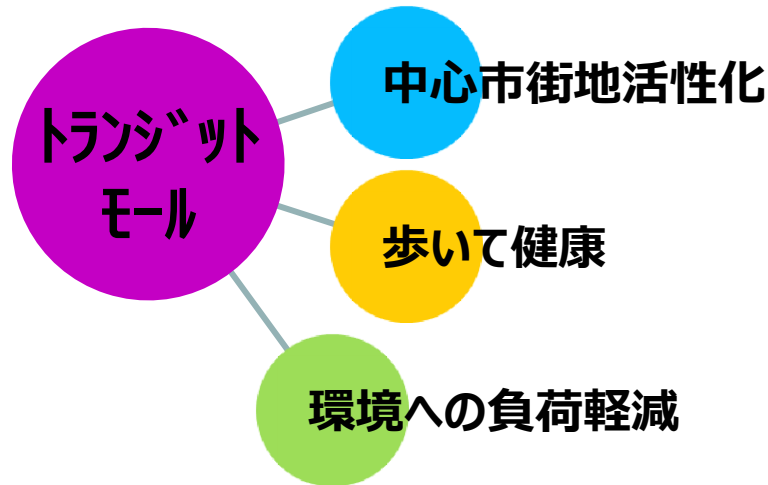 ﾄﾗﾝｼﾞｯﾄ
ﾓｰﾙ
中心市街地活性化
歩いて健康
環境への負荷軽減